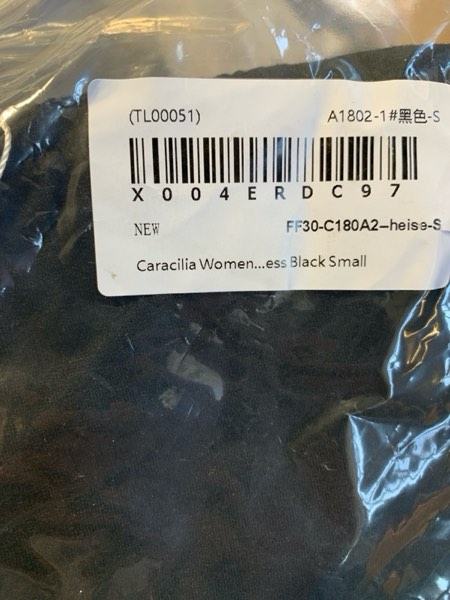 (TL00051) A1802-1#黑色-S
X004ERDC97
NEW FF30-C180A2-heise-S
Caracilia Women...ess Black Small